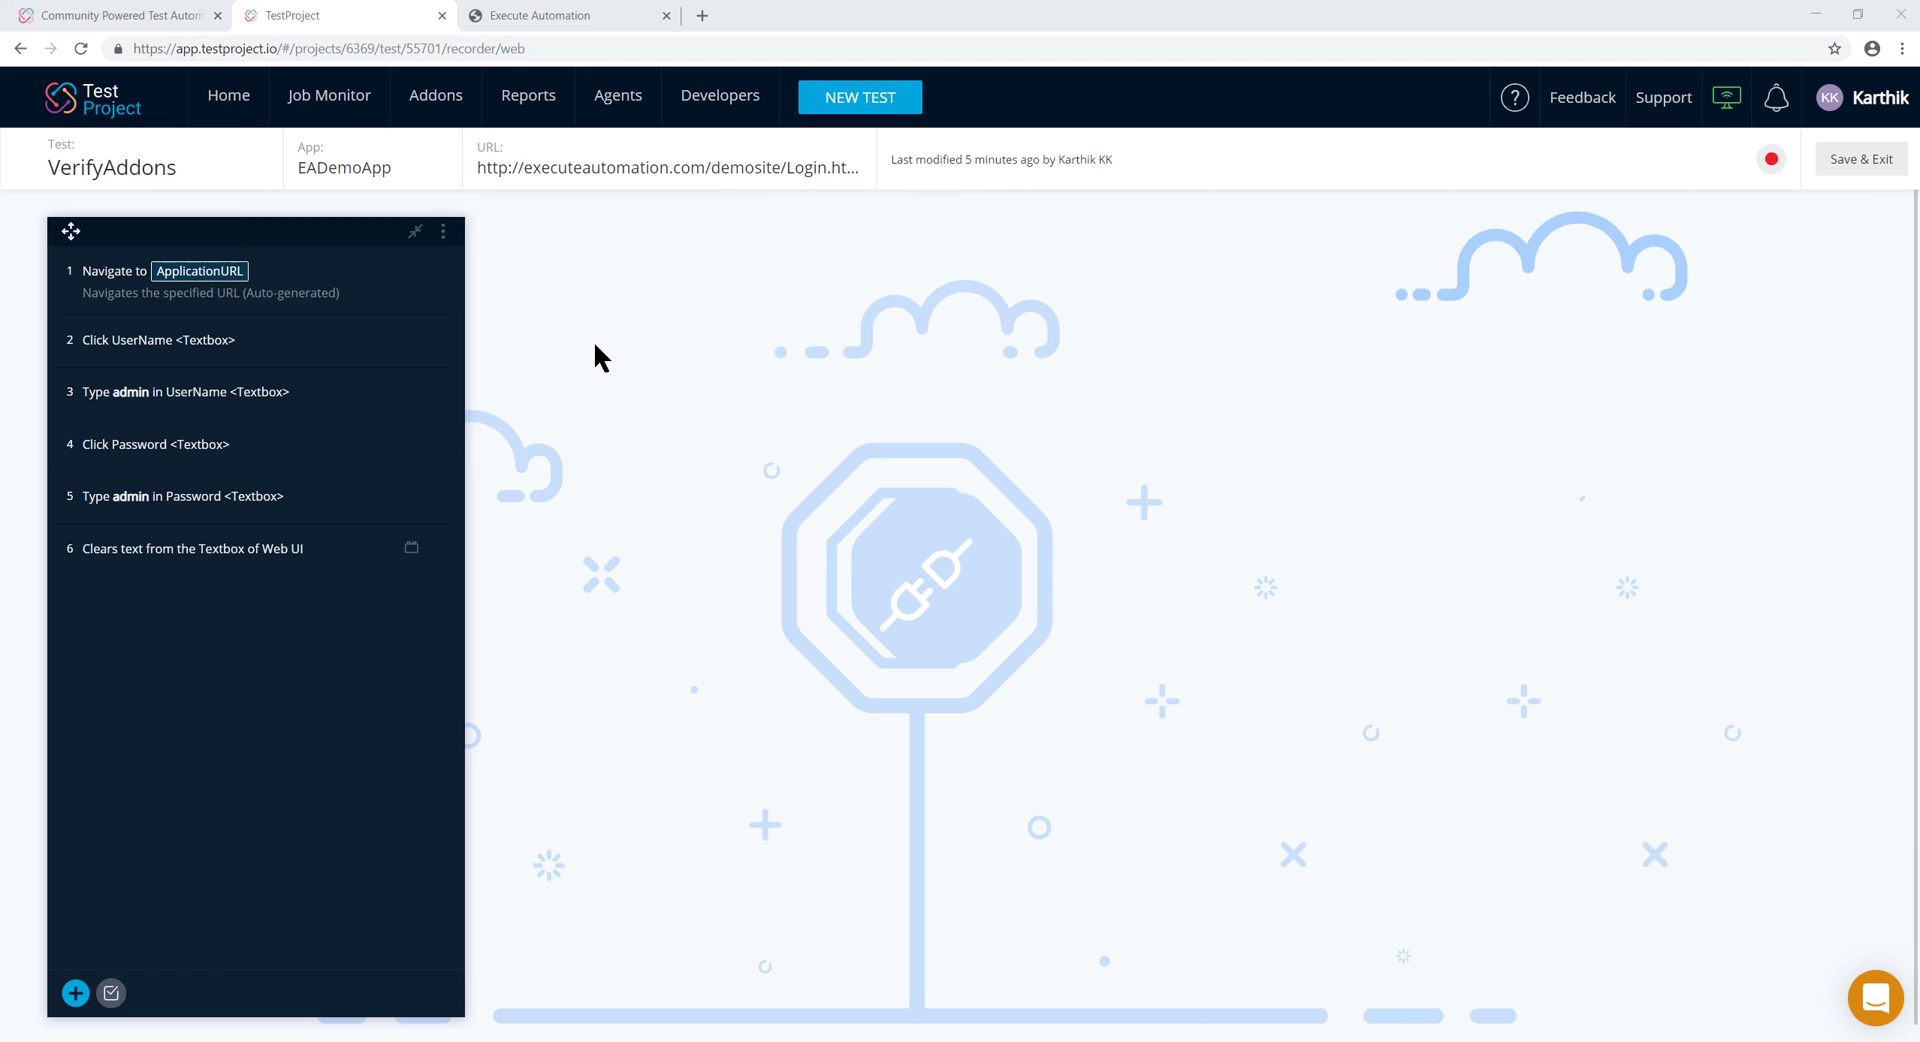 Community Powered Test Autom
TestProject
Execute Automation
https://app.testproject.io/#/projects/6369/test/55701/recorder/web
Test
Project
Home
Job Monitor
Addons
Reports
Agents
Developers
NEW TEST
?
Feedback
Support
KK
Karthik
Test:
VerifyAddons
App:
EADemoApp
URL:
http://executeautomation.com/demosite/Login.ht...
Last modified 5 minutes ago by Karthik KK
Save & Exit
1 Navigate to ApplicationURL
Navigates the specified URL (Auto-generated)
2 Click UserName <Textbox>
3 Type admin in UserName <Textbox>
4 Click Password <Textbox>
5 Type admin in Password <Textbox>
6 Clears text from the Textbox of Web UI